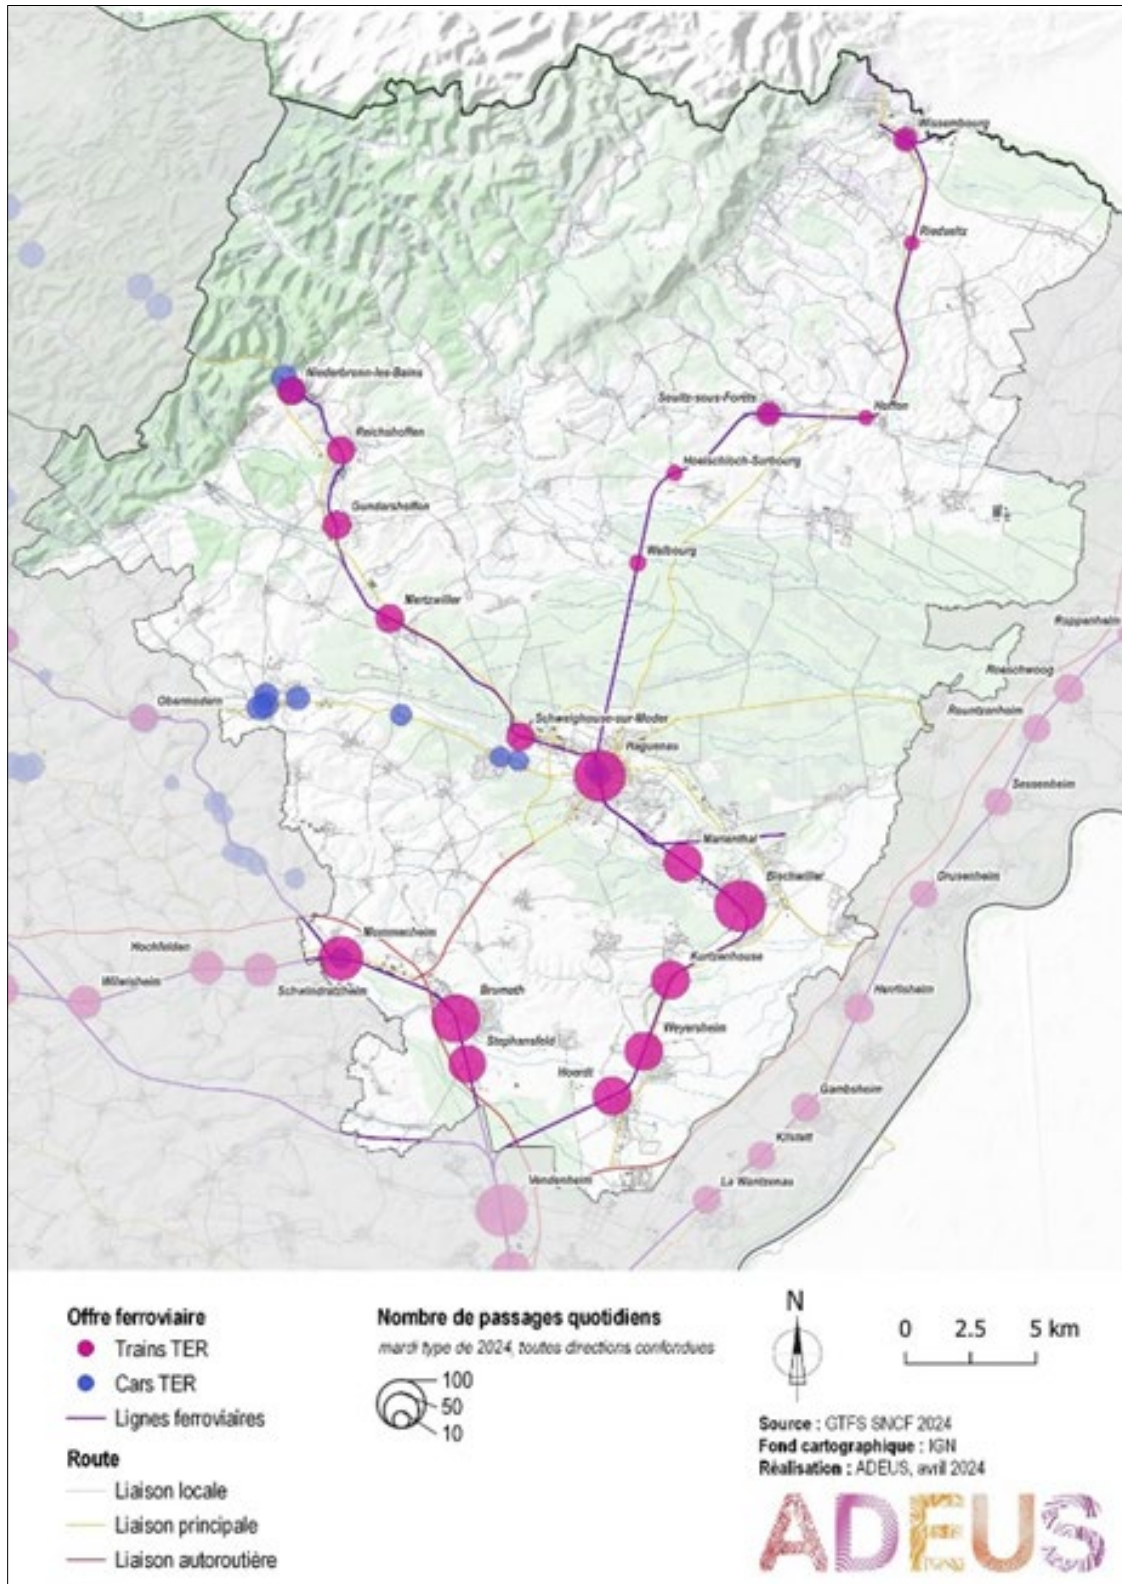 Wissembourg
Riedseltz
Niederbronn-les-Bains
Reichshoffen
Soultz-sous-Forêts
Hoffen
Hoelschloch-Surbourg
Gundershoffen
Walbourg
Mertzwiller
Roppenheim
Roeschwoog
Obermodern
Rountzenheim
Schweighouse-sur-Moder
Haguenau
Sessenheim
Marienthal
Bischwiller
Drusenheim
Mommenheim
Hochfelden
Kurtzenhouse
Wilwisheim
Schwindratzheim
Brumath
Herrlisheim
Weyersheim
Stephansfeld
Hoerdt
Gambsheim
Kilstett
Vendenheim
La Wantzenau
Offre ferroviaire
Trains TER
Cars TER
Lignes ferroviaires
Route
Liaison locale
Liaison principale
Liaison autoroutière
Nombre de passages quotidiens
mardi type de 2024, toutes directions confondues
100
50
10
N
0 2.5 5 km
Source : GTFS SNCF 2024
Fond cartographique : IGN
Réalisation : ADEUS, avril 2024
ADEUS